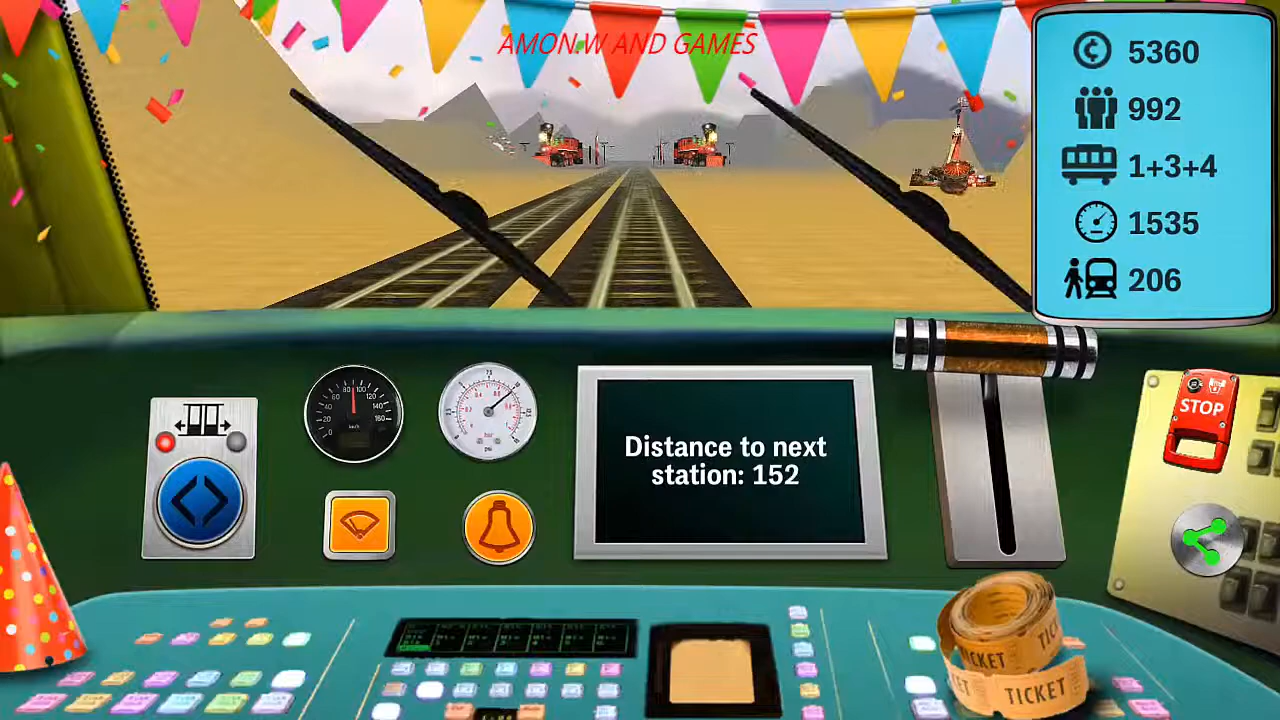 AMON.W AND GAMES
5360
992
1+3+4
1535
206
Distance to next
station: 152
STOP
TICKET
TICKET